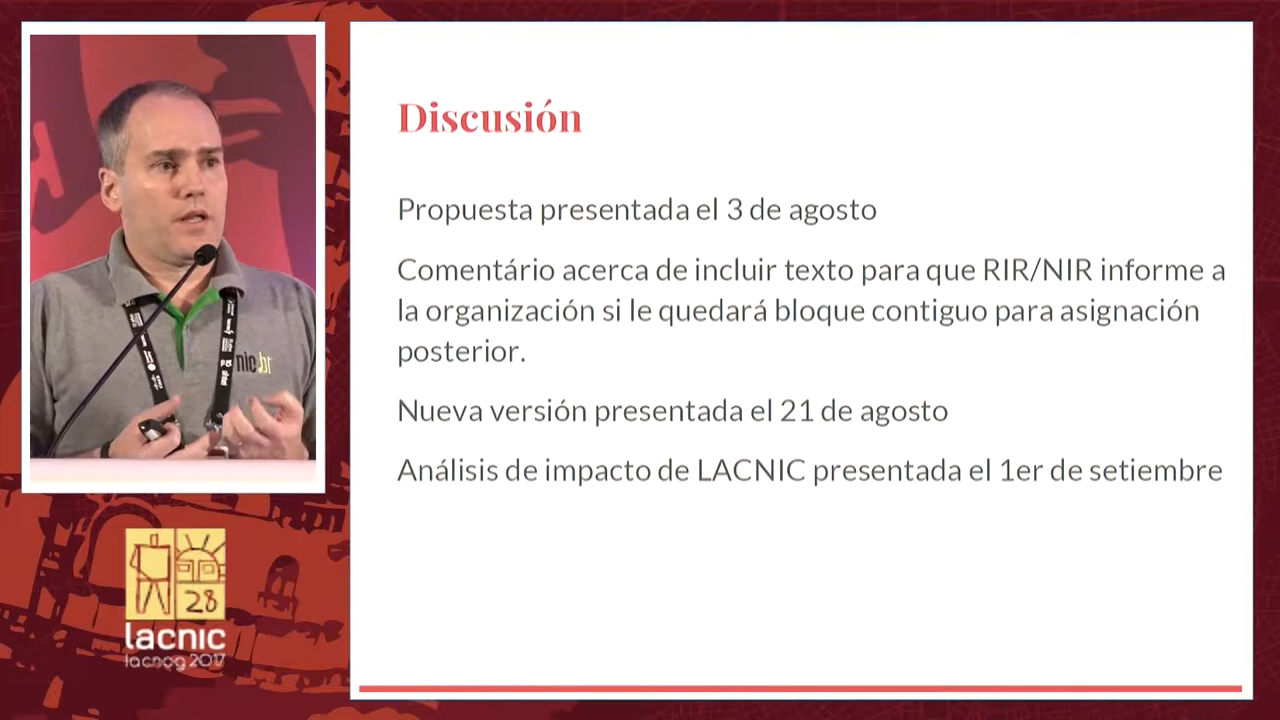 Discusión
Propuesta presentada el 3 de agosto
Comentário acerca de incluir texto para que RIR/NIR informe a
la organización si le quedará bloque contiguo para asignación
posterior.
Nueva versión presentada el 21 de agosto
Análisis de impacto de LACNIC presentada el 1er de setiembre
nic.br
28
lacnic
lacnog 2017